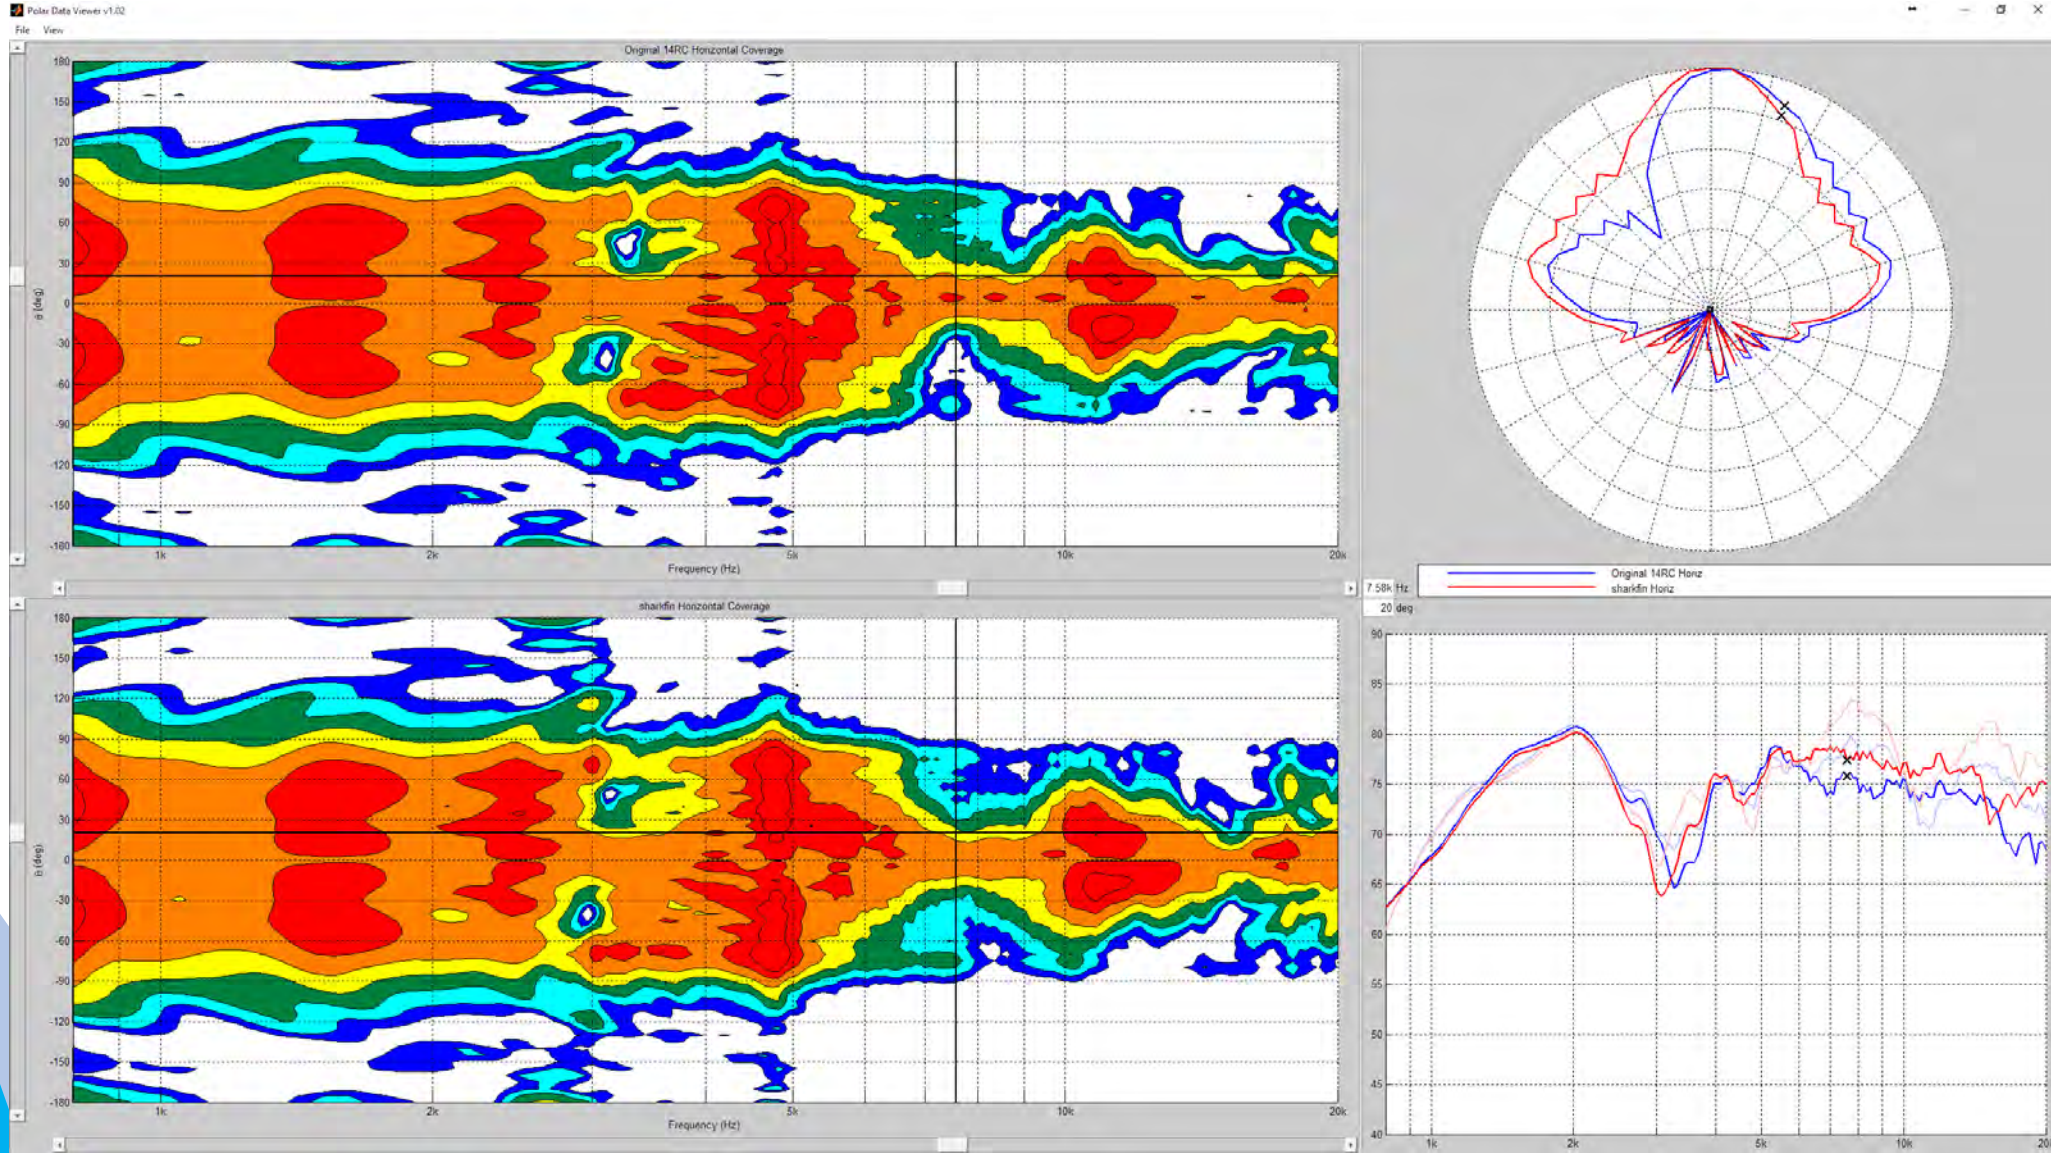 Polar Data Viewer v1.02
File View
Original 14RC Horizontal Coverage
180
150
120
90
60
30
0
-30
-60
-90
-120
-150
-180
θ (deg)
1k 2k 5k 10k 20k
Frequency (Hz)
7.58k Hz
20 deg
Original 14RC Horiz
sharkfin Horiz
sharkfin Horizontal Coverage
180
150
120
90
60
30
0
-30
-60
-90
-120
-150
-180
θ (deg)
1k 2k 5k 10k 20k
Frequency (Hz)
90
85
80
75
70
65
60
55
50
45
40
1k 2k 5k 10k